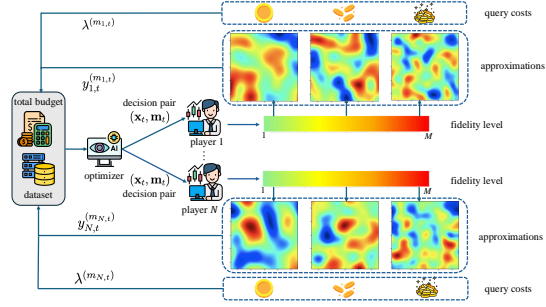 λ^(m_{1,t})
query costs
y_{1,t}^(m_{1,t})
approximations
total budget
decision pair
(x_t, m_t)
player 1
1
M
fidelity level
AI
optimizer
dataset
(x_t, m_t)
decision pair
player N
1
M
fidelity level
y_{N,t}^(m_{N,t})
approximations
λ^(m_{N,t})
query costs